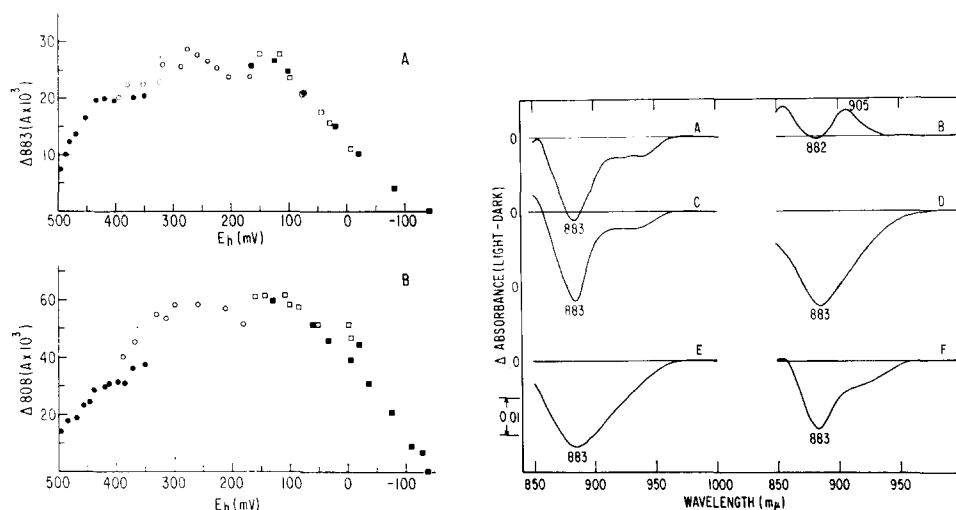 A
Δ883 (A×10³)
30
20
10
500 400 300 200 100 0 -100
Eh (mV)
B
Δ808 (A×10³)
60
40
20
500 400 300 200 100 0 -100
Eh (mV)
Δ ABSORBANCE (LIGHT-DARK)
0 A 905 B
883 882
0 C D
883 883
0
E 0 F
0.01
883 883
850 900 950 1000 850 900 950
WAVELENGTH (mμ)